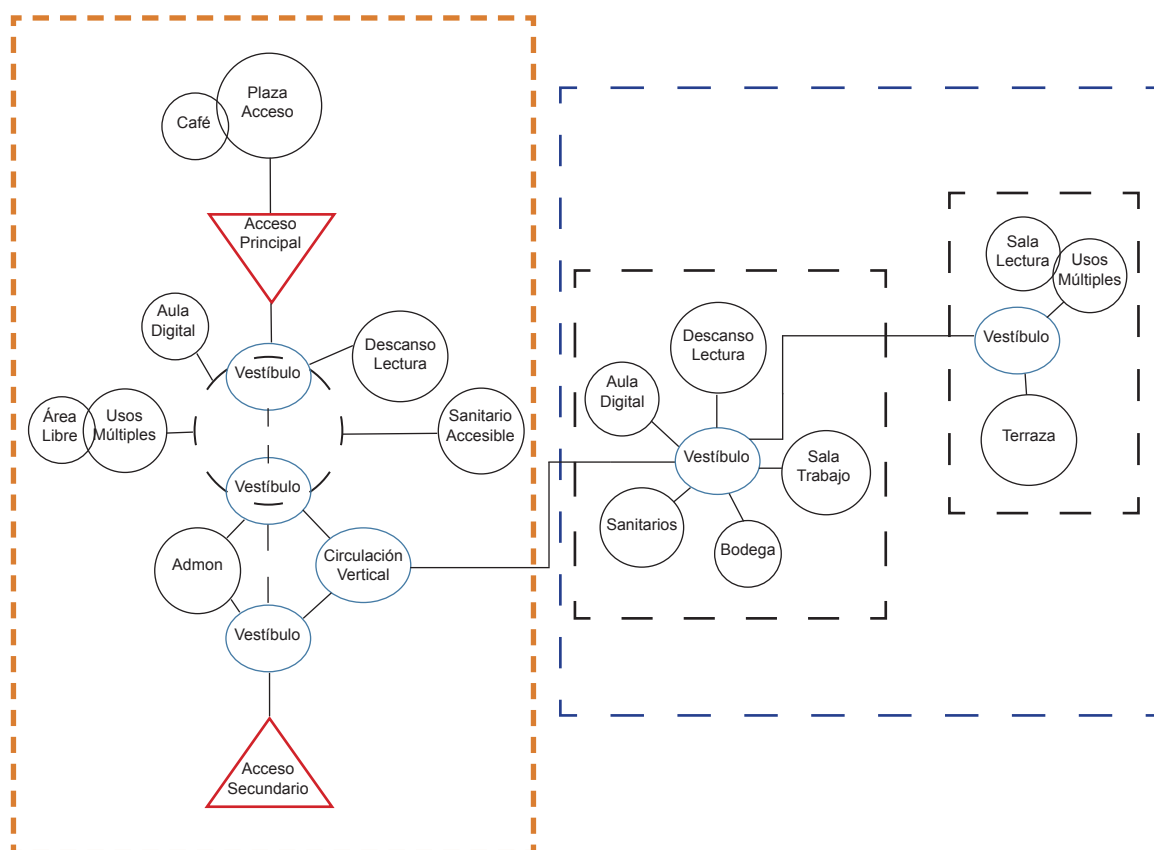 Plaza
Acceso
Café
Acceso
Principal
Aula
Digital
Vestíbulo
Descanso
Lectura
Área
Libre
Usos
Múltiples
Sanitario
Accesible
Vestíbulo
Admon
Circulación
Vertical
Vestíbulo
Acceso
Secundario
Descanso
Lectura
Aula
Digital
Vestíbulo
Sala
Trabajo
Sanitarios
Bodega
Sala
Lectura
Usos
Múltiples
Vestíbulo
Terraza